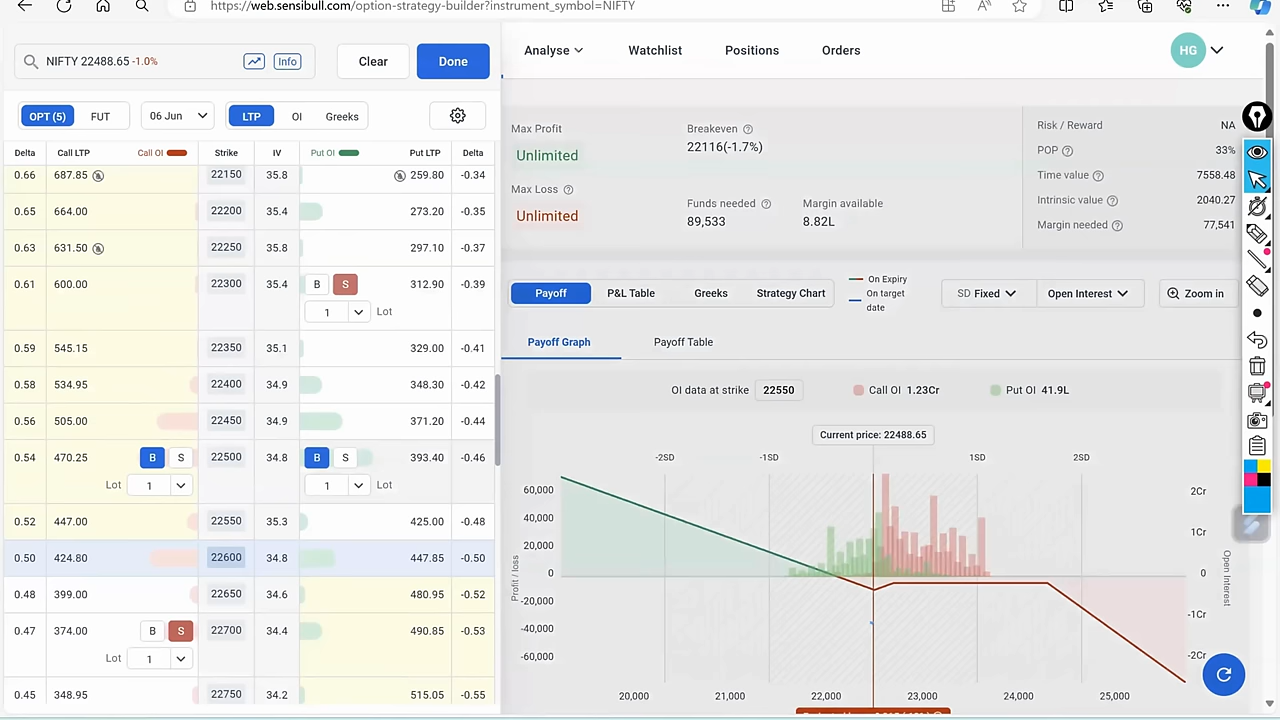 https://web.sensibull.com/option-strategy-builder?instrument_symbol=NIFTY
NIFTY 22488.65 -1.0% Info Clear Done
Analyse Watchlist Positions Orders HG
OPT (5) FUT 06 Jun LTP OI Greeks
Delta Call LTP Call OI Strike IV Put OI Put LTP Delta
0.66 687.85 22150 35.8 259.80 -0.34
0.65 664.00 22200 35.4 273.20 -0.35
0.63 631.50 22250 35.8 297.10 -0.37
0.61 600.00 22300 35.4 B S 312.90 -0.39
1 Lot
0.59 545.15 22350 35.1 329.00 -0.41
0.58 534.95 22400 34.9 348.30 -0.42
0.56 505.00 22450 34.9 371.20 -0.44
0.54 470.25 B S 22500 34.8 B S 393.40 -0.46
Lot 1 1 Lot
0.52 447.00 22550 35.3 425.00 -0.48
0.50 424.80 22600 34.8 447.85 -0.50
0.48 399.00 22650 34.6 480.95 -0.52
0.47 374.00 B S 22700 34.4 490.85 -0.53
Lot 1
0.45 348.95 22750 34.2 515.05 -0.55
Max Profit
Unlimited
Max Loss
Unlimited
Breakeven
22116(-1.7%)
Funds needed
89,533
Margin available
8.82L
Risk / Reward NA
POP 33%
Time value 7558.48
Intrinsic value 2040.27
Margin needed 77,541
Payoff P&L Table Greeks Strategy Chart
On Expiry
On target
date
SD Fixed Open Interest Zoom in
Payoff Graph Payoff Table
OI data at strike 22550 Call OI 1.23Cr Put OI 41.9L
Current price: 22488.65
-2SD -1SD 1SD 2SD
60,000
40,000
20,000
0
-20,000
-40,000
-60,000
Profit / loss
2Cr
1Cr
0
-1Cr
-2Cr
Open Interest
20,000 21,000 22,000 23,000 24,000 25,000